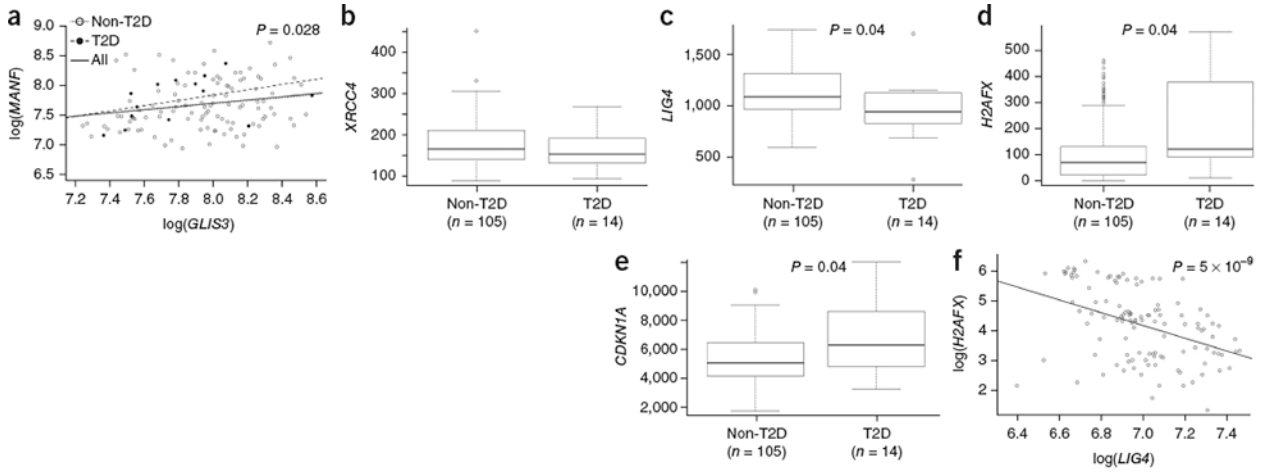 a
9.0
8.5
8.0
7.5
7.0
6.5
log(MANF)
Non-T2D
T2D
All
P = 0.028
7.2 7.4 7.6 7.8 8.0 8.2 8.4 8.6
log(GLIS3)
b
400
300
200
100
XRCC4
Non-T2D
(n = 105)
T2D
(n = 14)
c
P = 0.04
1,500
1,000
500
LIG4
Non-T2D
(n = 105)
T2D
(n = 14)
d
P = 0.04
500
400
300
200
100
0
H2AFX
Non-T2D
(n = 105)
T2D
(n = 14)
e
P = 0.04
10,000
8,000
6,000
4,000
2,000
CDKN1A
Non-T2D
(n = 105)
T2D
(n = 14)
f
P = 5 × 10⁻⁹
6
5
4
3
2
log(H2AFX)
6.4 6.6 6.8 7.0 7.2 7.4
log(LIG4)